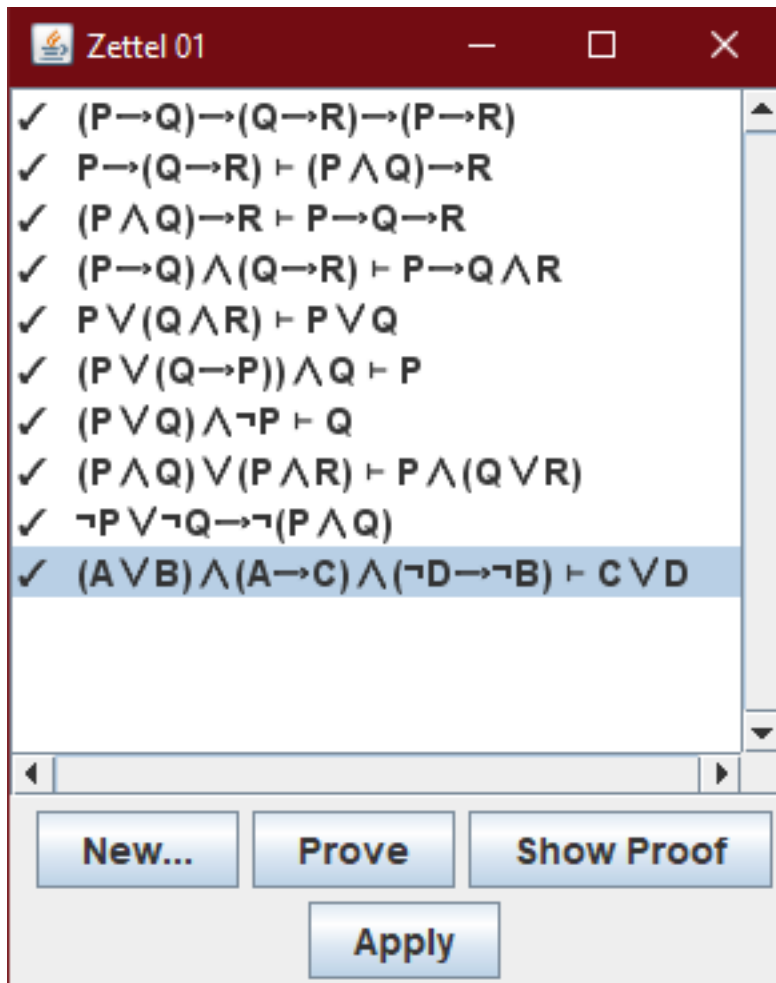 Zettel 01
✓ (P→Q)→(Q→R)→(P→R)
✓ P→(Q→R) ⊢ (P∧Q)→R
✓ (P∧Q)→R ⊢ P→Q→R
✓ (P→Q)∧(Q→R) ⊢ P→Q∧R
✓ P∨(Q∧R) ⊢ P∨Q
✓ (P∨(Q→P))∧Q ⊢ P
✓ (P∨Q)∧¬P ⊢ Q
✓ (P∧Q)∨(P∧R) ⊢ P∧(Q∨R)
✓ ¬P∨¬Q→¬(P∧Q)
✓ (A∨B)∧(A→C)∧(¬D→¬B) ⊢ C∨D
New... Prove Show Proof
Apply